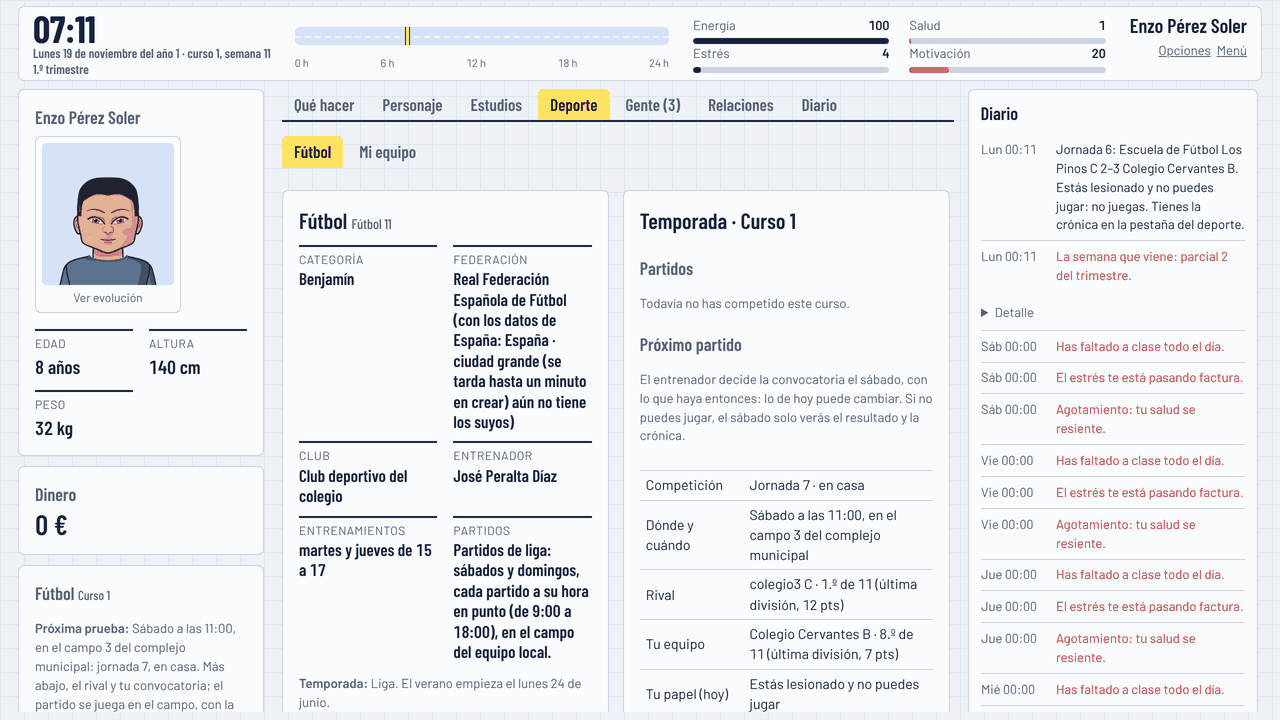 07:11
Lunes 19 de noviembre del año 1 · curso 1, semana 11
1.º trimestre
0 h
6 h
12 h
18 h
24 h
Energía 100
Estrés 4
Salud 1
Motivación 20
Enzo Pérez Soler
Opciones Menú
Enzo Pérez Soler
Ver evolución
EDAD
8 años
ALTURA
140 cm
PESO
32 kg
Dinero
0 €
Fútbol Curso 1
Próxima prueba: Sábado a las 11:00,
en el campo 3 del complejo
municipal: jornada 7, en casa. Más
abajo, el rival y tu convocatoria; el
partido se juega en el campo, con la
Qué hacer
Personaje
Estudios
Deporte
Gente (3)
Relaciones
Diario
Fútbol
Mi equipo
Fútbol Fútbol 11
CATEGORÍA
Benjamín
FEDERACIÓN
Real Federación
Española de Fútbol
(con los datos de
España: España ·
ciudad grande (se
tarda hasta un minuto
en crear) aún no tiene
los suyos)
CLUB
Club deportivo del
colegio
ENTRENADOR
José Peralta Díaz
ENTRENAMIENTOS
martes y jueves de 15
a 17
PARTIDOS
Partidos de liga:
sábados y domingos,
cada partido a su hora
en punto (de 9:00 a
18:00), en el campo
del equipo local.
Temporada: Liga. El verano empieza el lunes 24 de
junio.
Temporada · Curso 1
Partidos
Todavía no has competido este curso.
Próximo partido
El entrenador decide la convocatoria el sábado, con
lo que haya entonces: lo de hoy puede cambiar. Si no
puedes jugar, el sábado solo verás el resultado y la
crónica.
Competición
Jornada 7 · en casa
Dónde y
cuándo
Sábado a las 11:00, en el
campo 3 del complejo
municipal
Rival
colegio3 C · 1.º de 11 (última
división, 12 pts)
Tu equipo
Colegio Cervantes B · 8.º de
11 (última división, 7 pts)
Tu papel (hoy)
Estás lesionado y no puedes
jugar
Diario
Lun 00:11
Jornada 6: Escuela de Fútbol Los
Pinos C 2–3 Colegio Cervantes B.
Estás lesionado y no puedes
jugar: no juegas. Tienes la
crónica en la pestaña del deporte.
Lun 00:11
La semana que viene: parcial 2
del trimestre.
▶ Detalle
Sáb 00:00 Has faltado a clase todo el día.
Sáb 00:00 El estrés te está pasando factura.
Sáb 00:00 Agotamiento: tu salud se
resiente.
Vie 00:00 Has faltado a clase todo el día.
Vie 00:00 El estrés te está pasando factura.
Vie 00:00 Agotamiento: tu salud se
resiente.
Jue 00:00 Has faltado a clase todo el día.
Jue 00:00 El estrés te está pasando factura.
Jue 00:00 Agotamiento: tu salud se
resiente.
Mié 00:00 Has faltado a clase todo el día.